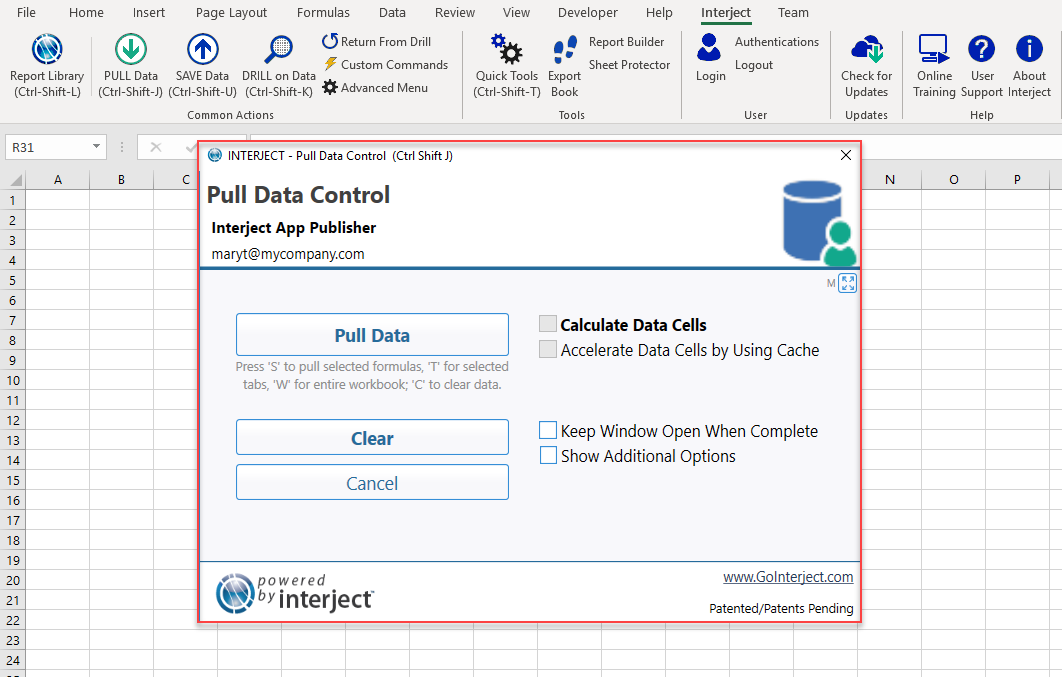 File Home Insert Page Layout Formulas Data Review View Developer Help Interject Team
Report Library
(Ctrl-Shift-L)
PULL Data
(Ctrl-Shift-J)
SAVE Data
(Ctrl-Shift-U)
DRILL on Data
(Ctrl-Shift-K)
Return From Drill
Custom Commands
Advanced Menu
Common Actions
Quick Tools
(Ctrl-Shift-T)
Export
Book
Report Builder
Sheet Protector
Tools
Login
Authentications
Logout
User
Check for
Updates
Updates
Online
Training
User
Support
About
Interject
Help
R31
A B C N O P
1
2
3
4
5
6
7
8
9
10
11
12
13
14
15
16
17
18
19
20
21
22
23
24
INTERJECT - Pull Data Control (Ctrl Shift J)
Pull Data Control
Interject App Publisher
maryt@mycompany.com
M
Pull Data
Press 'S' to pull selected formulas, 'T' for selected
tabs, 'W' for entire workbook; 'C' to clear data.
Clear
Cancel
Calculate Data Cells
Accelerate Data Cells by Using Cache
Keep Window Open When Complete
Show Additional Options
powered
by interject™
www.GoInterject.com
Patented/Patents Pending